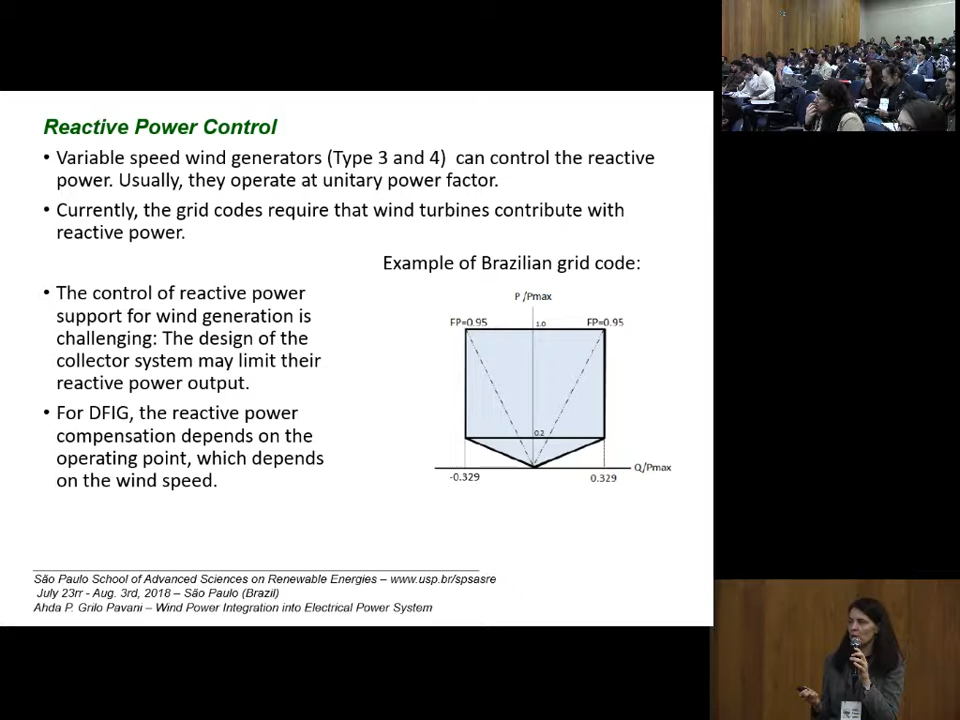 Reactive Power Control
• Variable speed wind generators (Type 3 and 4) can control the reactive
power. Usually, they operate at unitary power factor.
• Currently, the grid codes require that wind turbines contribute with
reactive power.
Example of Brazilian grid code:
• The control of reactive power
support for wind generation is
challenging: The design of the
collector system may limit their
reactive power output.
• For DFIG, the reactive power
compensation depends on the
operating point, which depends
on the wind speed.
P /Pmax
FP=0.95
1.0
FP=0.95
0.2
Q/Pmax
-0.329
0.329
São Paulo School of Advanced Sciences on Renewable Energies – www.usp.br/spsasre
July 23rr - Aug. 3rd, 2018 – São Paulo (Brazil)
Ahda P. Grilo Pavani – Wind Power Integration into Electrical Power System